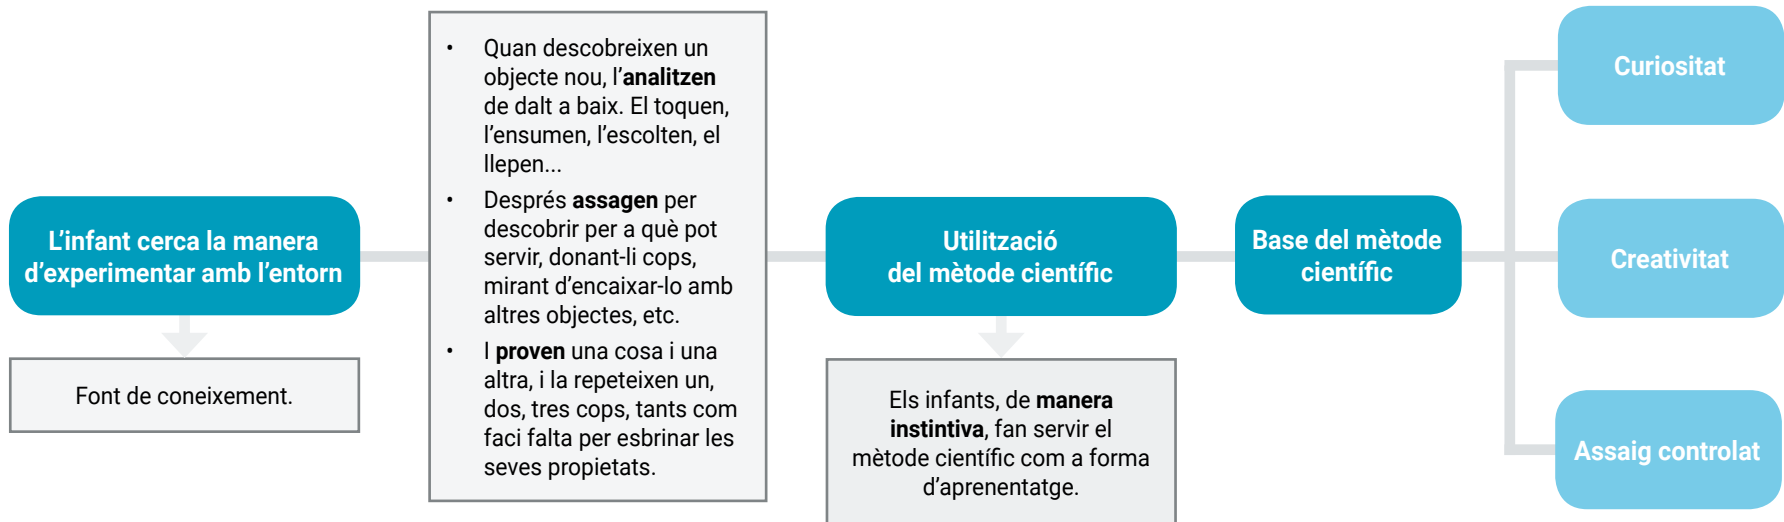 L'infant cerca la manera
d'experimentar amb l'entorn
Font de coneixement.
• Quan descobreixen un
objecte nou, l'analitzen
de dalt a baix. El toquen,
l'ensumen, l'escolten, el
llepen...
• Després assagen per
descobrir per a què pot
servir, donant-li cops,
mirant d'encaixar-lo amb
altres objectes, etc.
• I proven una cosa i una
altra, i la repeteixen un,
dos, tres cops, tants com
faci falta per esbrinar les
seves propietats.
Utilització
del mètode científic
Els infants, de manera
instintiva, fan servir el
mètode científic com a forma
d'aprenentatge.
Base del mètode
científic
Curiositat
Creativitat
Assaig controlat